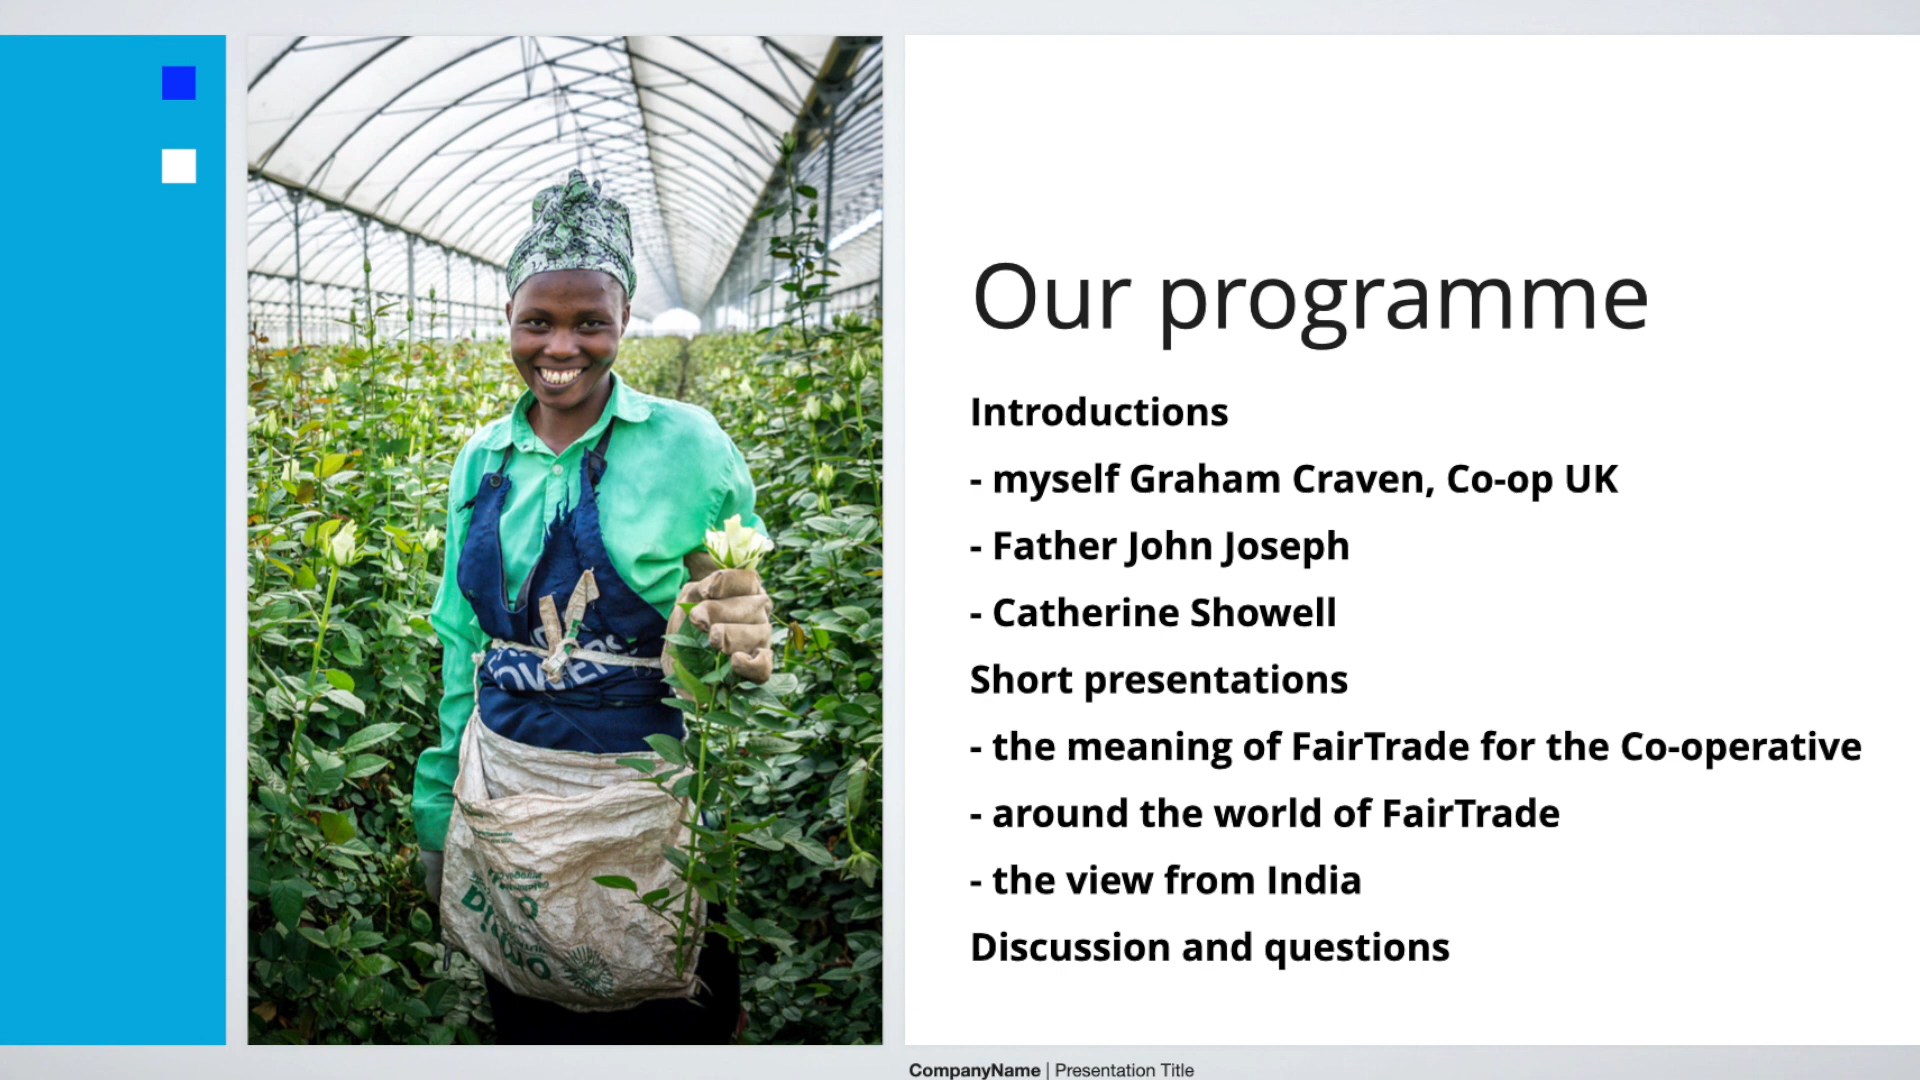 Our programme
Introductions
- myself Graham Craven, Co-op UK
- Father John Joseph
- Catherine Showell
Short presentations
- the meaning of FairTrade for the Co-operative
- around the world of FairTrade
- the view from India
Discussion and questions
CompanyName | Presentation Title